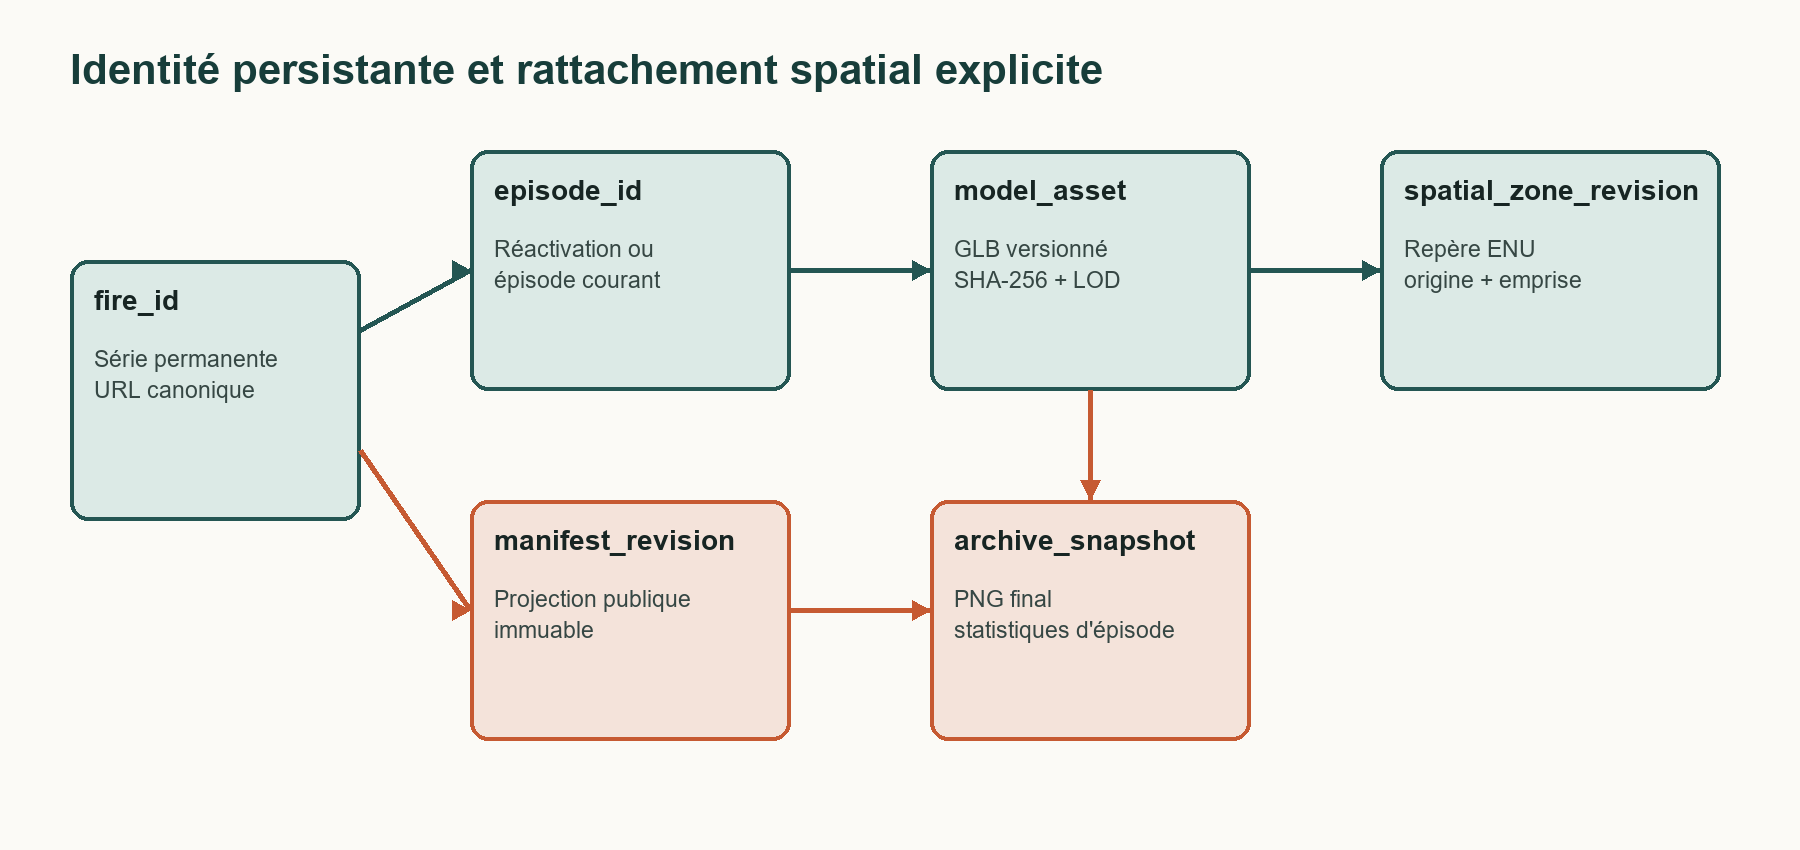 Identité persistante et rattachement spatial explicite
fire_id
Série permanente
URL canonique
episode_id
Réactivation ou
épisode courant
model_asset
GLB versionné
SHA-256 + LOD
spatial_zone_revision
Repère ENU
origine + emprise
manifest_revision
Projection publique
immuable
archive_snapshot
PNG final
statistiques d'épisode